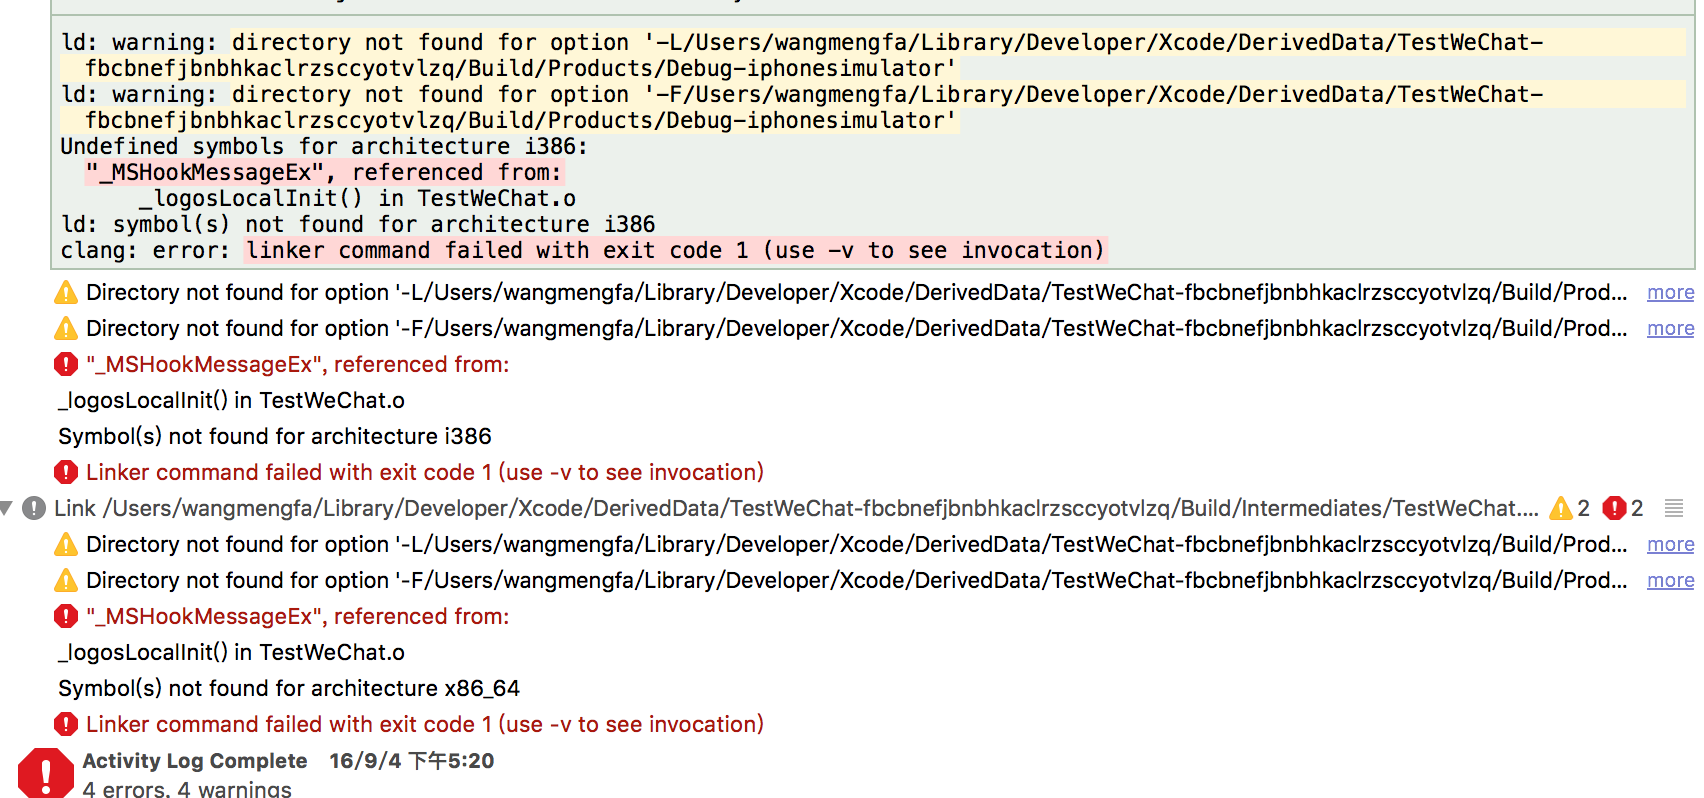 ld: warning: directory not found for option '-L/Users/wangmengfa/Library/Developer/Xcode/DerivedData/TestWeChat-
fbcbnefjbnbhkaclrzsccyotvlzq/Build/Products/Debug-iphonesimulator'
ld: warning: directory not found for option '-F/Users/wangmengfa/Library/Developer/Xcode/DerivedData/TestWeChat-
fbcbnefjbnbhkaclrzsccyotvlzq/Build/Products/Debug-iphonesimulator'
Undefined symbols for architecture i386:
"_MSHookMessageEx", referenced from:
_logosLocalInit() in TestWeChat.o
ld: symbol(s) not found for architecture i386
clang: error: linker command failed with exit code 1 (use -v to see invocation)
Directory not found for option '-L/Users/wangmengfa/Library/Developer/Xcode/DerivedData/TestWeChat-fbcbnefjbnbhkaclrzsccyotvlzq/Build/Prod... more
Directory not found for option '-F/Users/wangmengfa/Library/Developer/Xcode/DerivedData/TestWeChat-fbcbnefjbnbhkaclrzsccyotvlzq/Build/Prod... more
"_MSHookMessageEx", referenced from:
_logosLocalInit() in TestWeChat.o
Symbol(s) not found for architecture i386
Linker command failed with exit code 1 (use -v to see invocation)
Link /Users/wangmengfa/Library/Developer/Xcode/DerivedData/TestWeChat-fbcbnefjbnbhkaclrzsccyotvlzq/Build/Intermediates/TestWeChat.... 2 2
Directory not found for option '-L/Users/wangmengfa/Library/Developer/Xcode/DerivedData/TestWeChat-fbcbnefjbnbhkaclrzsccyotvlzq/Build/Prod... more
Directory not found for option '-F/Users/wangmengfa/Library/Developer/Xcode/DerivedData/TestWeChat-fbcbnefjbnbhkaclrzsccyotvlzq/Build/Prod... more
"_MSHookMessageEx", referenced from:
_logosLocalInit() in TestWeChat.o
Symbol(s) not found for architecture x86_64
Linker command failed with exit code 1 (use -v to see invocation)
Activity Log Complete 16/9/4 下午5:20
4 errors, 4 warnings